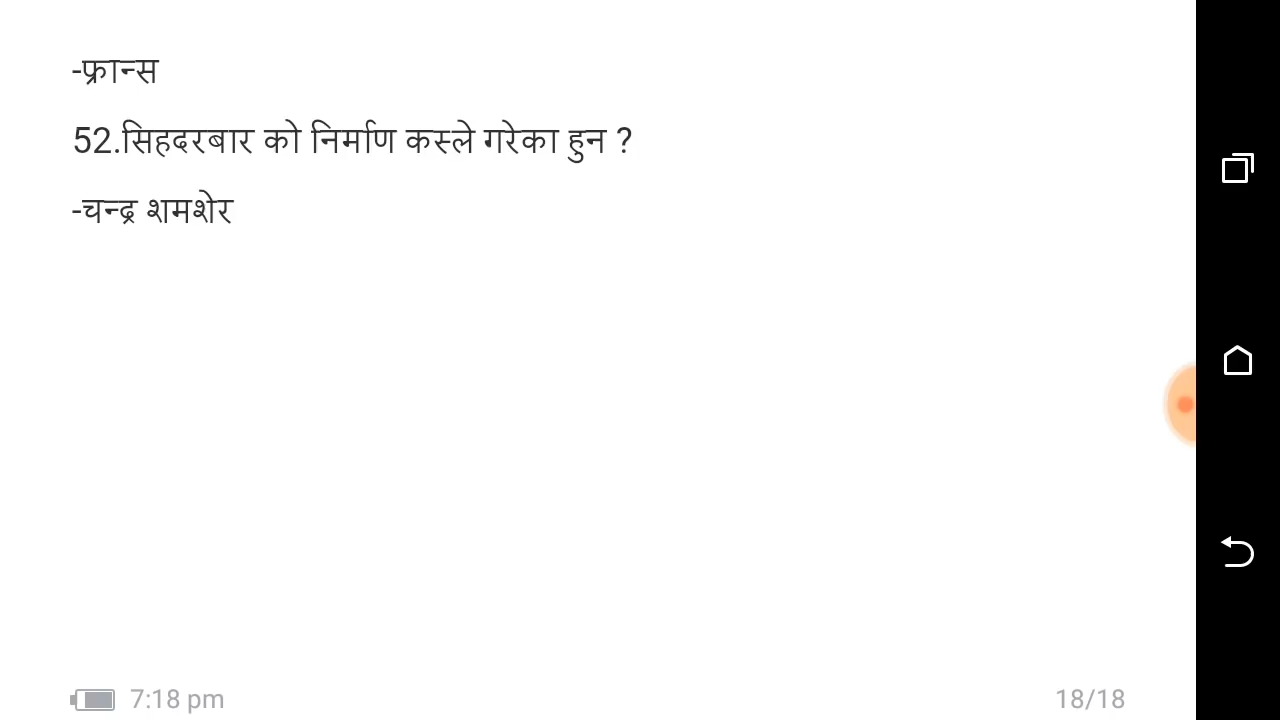 -फ्रान्स
52.सिहदरबार को निर्माण कस्ले गरेका हुन ?
-चन्द्र शमशेर
7:18 pm
18/18